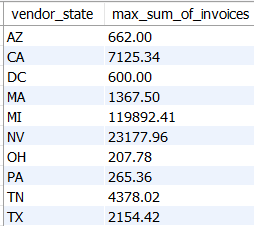 vendor_state max_sum_of_invoices
AZ 662.00
CA 7125.34
DC 600.00
MA 1367.50
MI 119892.41
NV 23177.96
OH 207.78
PA 265.36
TN 4378.02
TX 2154.42